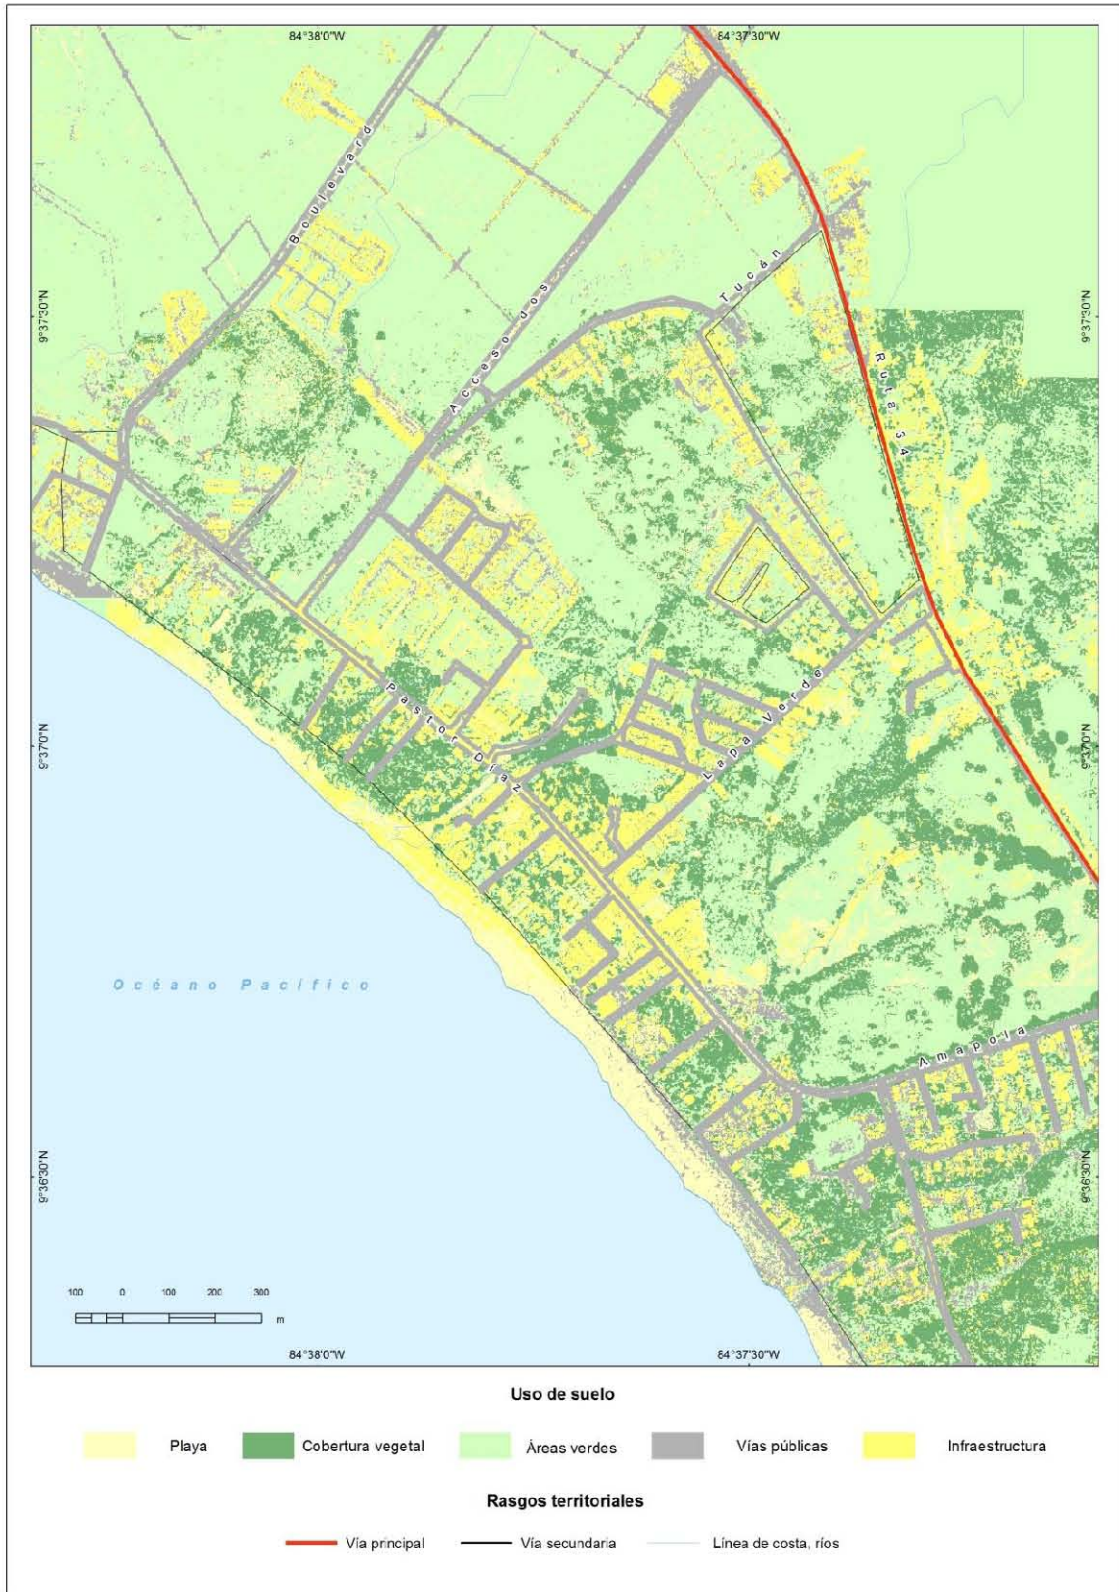 84°38'0"W
84°37'30"W
Boulevard
Tucán
Acceso dos
9°37'30"N
9°37'30"N
Ruta 34
Pastor Díaz
Lapa Verde
9°37'0"N
9°37'0"N
Océano Pacífico
Amapola
9°36'30"N
9°36'30"N
100 0 100 200 300
m
84°38'0"W
84°37'30"W
Uso de suelo
Playa
Cobertura vegetal
Áreas verdes
Vías públicas
Infraestructura
Rasgos territoriales
Vía principal
Vía secundaria
Línea de costa, ríos